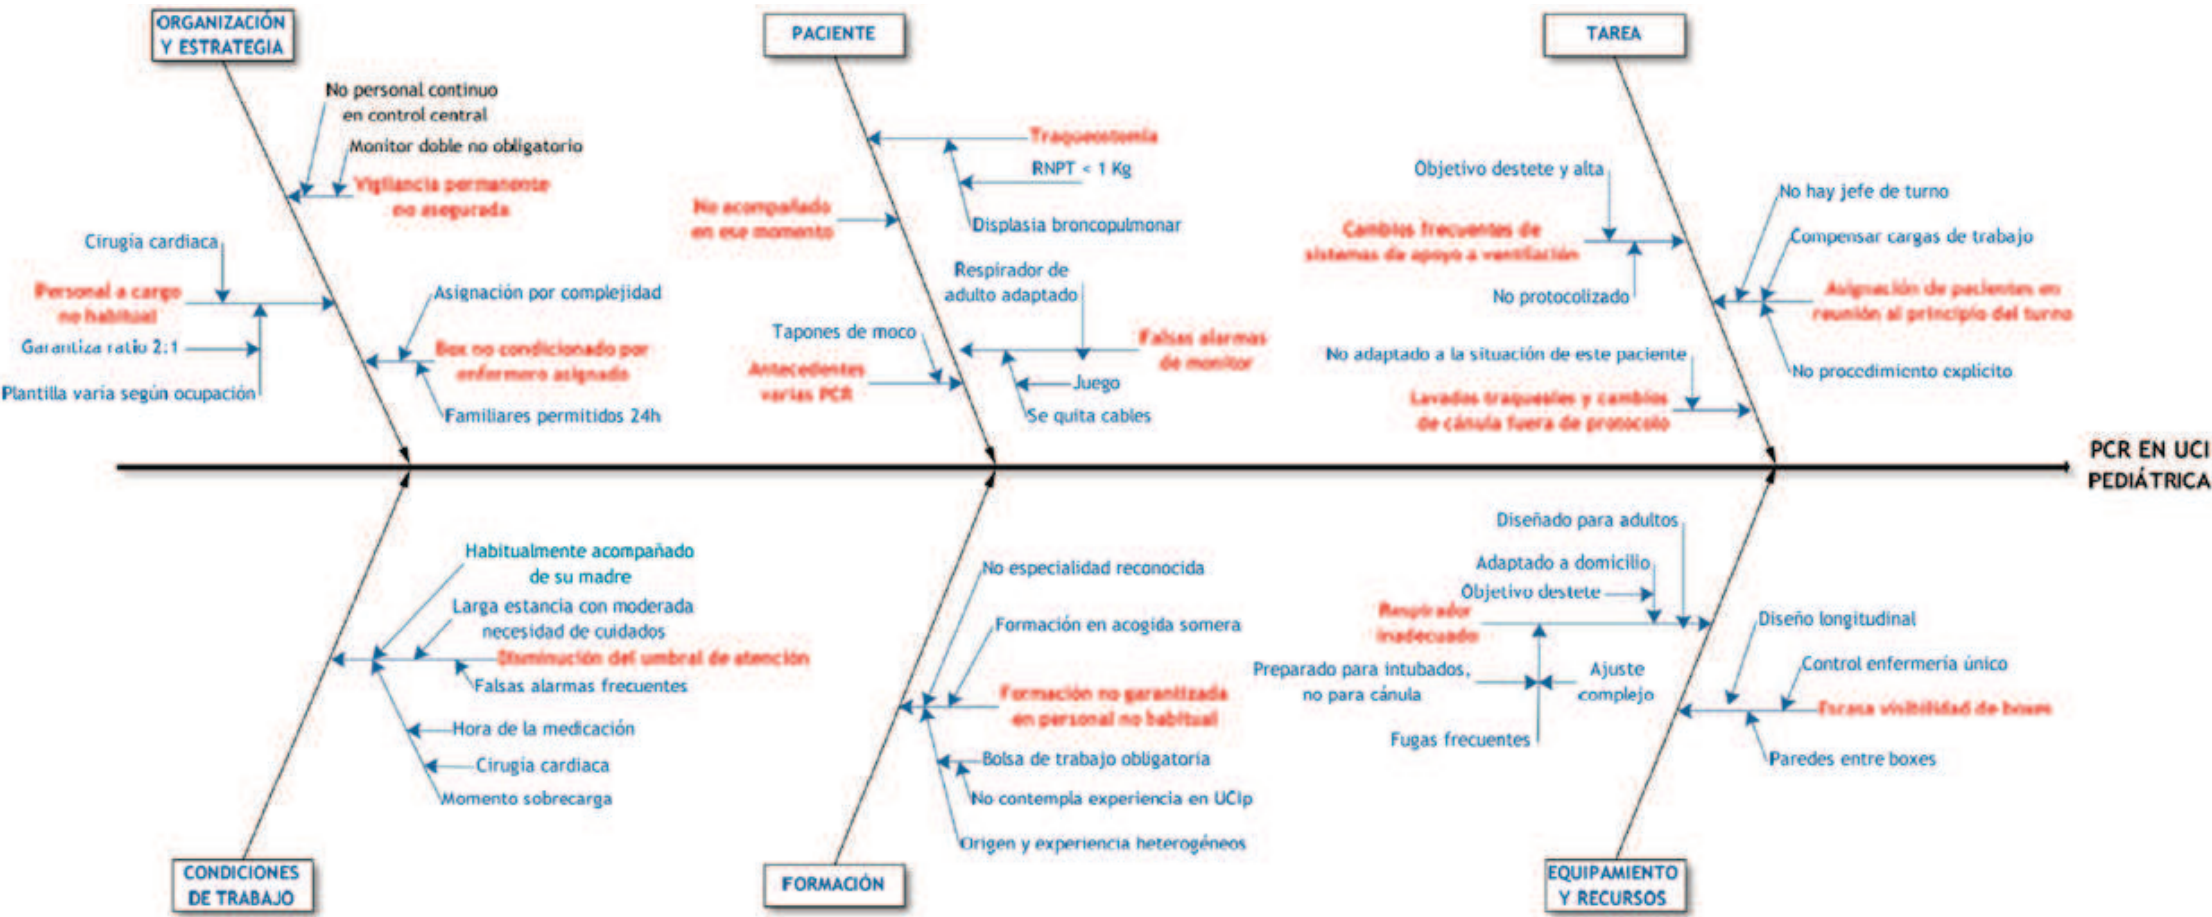 ORGANIZACIÓN
Y ESTRATEGIA
No personal continuo
en control central
Monitor doble no obligatorio
Vigilancia permanente
no asegurada
Cirugía cardiaca
Personal a cargo
no habitual
Garantiza ratio 2:1
Plantilla varía según ocupación
Asignación por complejidad
Box no condicionado por
enfermero asignado
Familiares permitidos 24h
PACIENTE
Traqueostomía
RNPT < 1 Kg
Displasia broncopulmonar
No acompañado
en ese momento
Respirador de
adulto adaptado
Tapones de moco
Antecedentes
varias PCR
Falsas alarmas
de monitor
Juego
Se quita cables
TAREA
Objetivo destete y alta
Cambios frecuentes de
sistemas de apoyo a ventilación
No protocolizado
No hay jefe de turno
Compensar cargas de trabajo
Asignación de pacientes en
reunión al principio del turno
No procedimiento explícito
No adaptado a la situación de este paciente
Lavados traqueales y cambios
de cánula fuera de protocolo
PCR EN UCI
PEDIÁTRICA
Habitualmente acompañado
de su madre
Larga estancia con moderada
necesidad de cuidados
Disminución del umbral de atención
Falsas alarmas frecuentes
Hora de la medicación
Cirugía cardiaca
Momento sobrecarga
CONDICIONES
DE TRABAJO
No especialidad reconocida
Formación en acogida somera
Formación no garantizada
en personal no habitual
Bolsa de trabajo obligatoria
No contempla experiencia en UCIp
Origen y experiencia heterogéneos
FORMACIÓN
Diseñado para adultos
Adaptado a domicilio
Objetivo destete
Respirador
inadecuado
Preparado para intubados,
no para cánula
Ajuste
complejo
Fugas frecuentes
Diseño longitudinal
Control enfermería único
Escasa visibilidad de boxes
Paredes entre boxes
EQUIPAMIENTO
Y RECURSOS